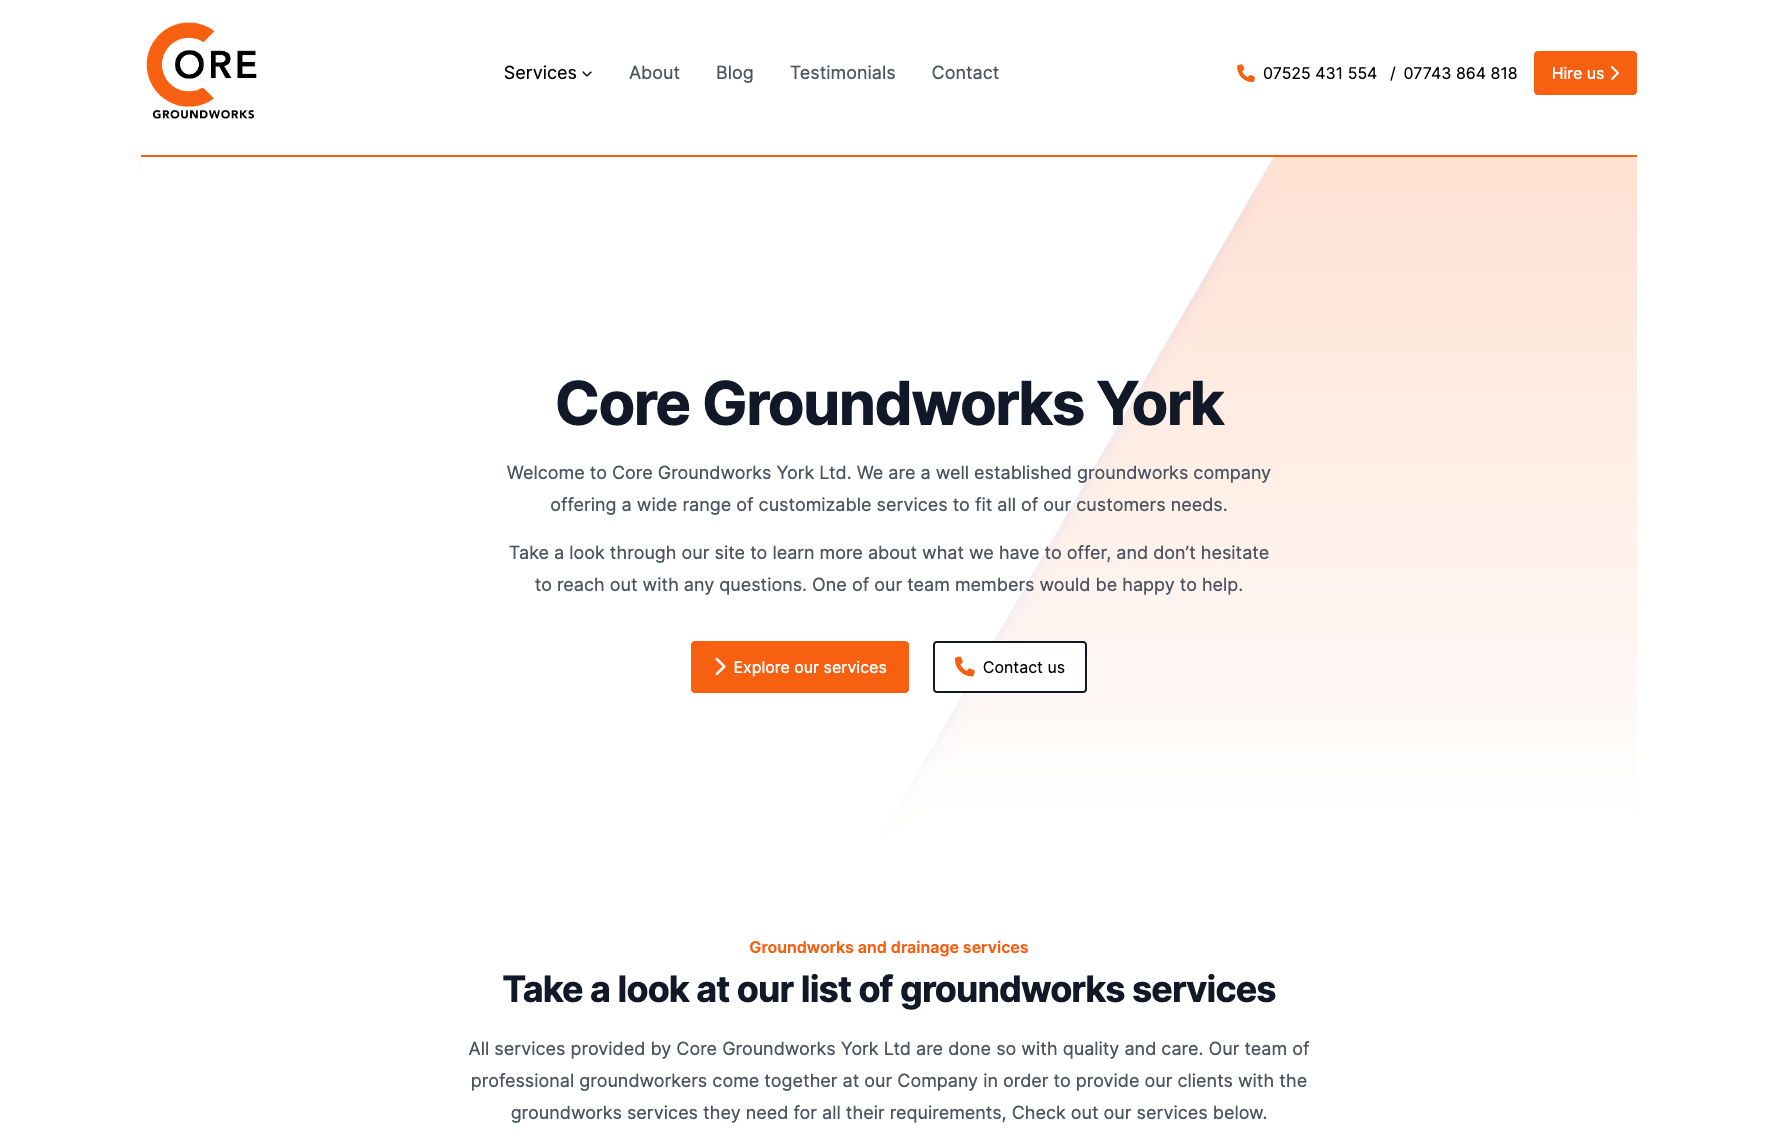 CORE
GROUNDWORKS
Services
About
Blog
Testimonials
Contact
07525 431 554 / 07743 864 818
Hire us
Core Groundworks York
Welcome to Core Groundworks York Ltd. We are a well established groundworks company
offering a wide range of customizable services to fit all of our customers needs.
Take a look through our site to learn more about what we have to offer, and don’t hesitate
to reach out with any questions. One of our team members would be happy to help.
Explore our services
Contact us
Groundworks and drainage services
Take a look at our list of groundworks services
All services provided by Core Groundworks York Ltd are done so with quality and care. Our team of
professional groundworkers come together at our Company in order to provide our clients with the
groundworks services they need for all their requirements, Check out our services below.